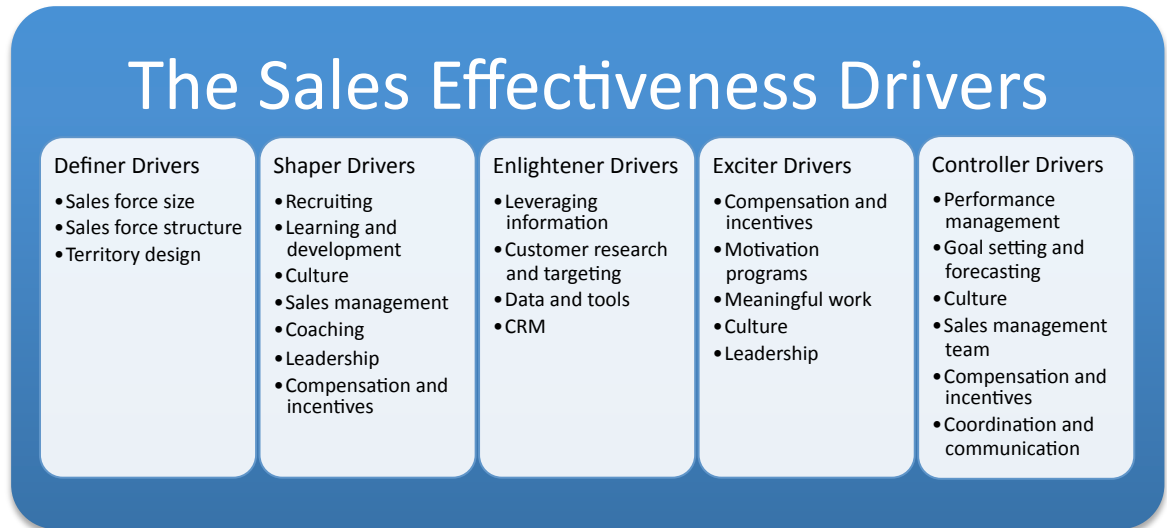 The Sales Effectiveness Drivers
Definer Drivers
•Sales force size
•Sales force structure
•Territory design
Shaper Drivers
•Recruiting
•Learning and
development
•Culture
•Sales management
•Coaching
•Leadership
•Compensation and
incentives
Enlightener Drivers
•Leveraging
information
•Customer research
and targeting
•Data and tools
•CRM
Exciter Drivers
•Compensation and
incentives
•Motivation
programs
•Meaningful work
•Culture
•Leadership
Controller Drivers
•Performance
management
•Goal setting and
forecasting
•Culture
•Sales management
team
•Compensation and
incentives
•Coordination and
communication